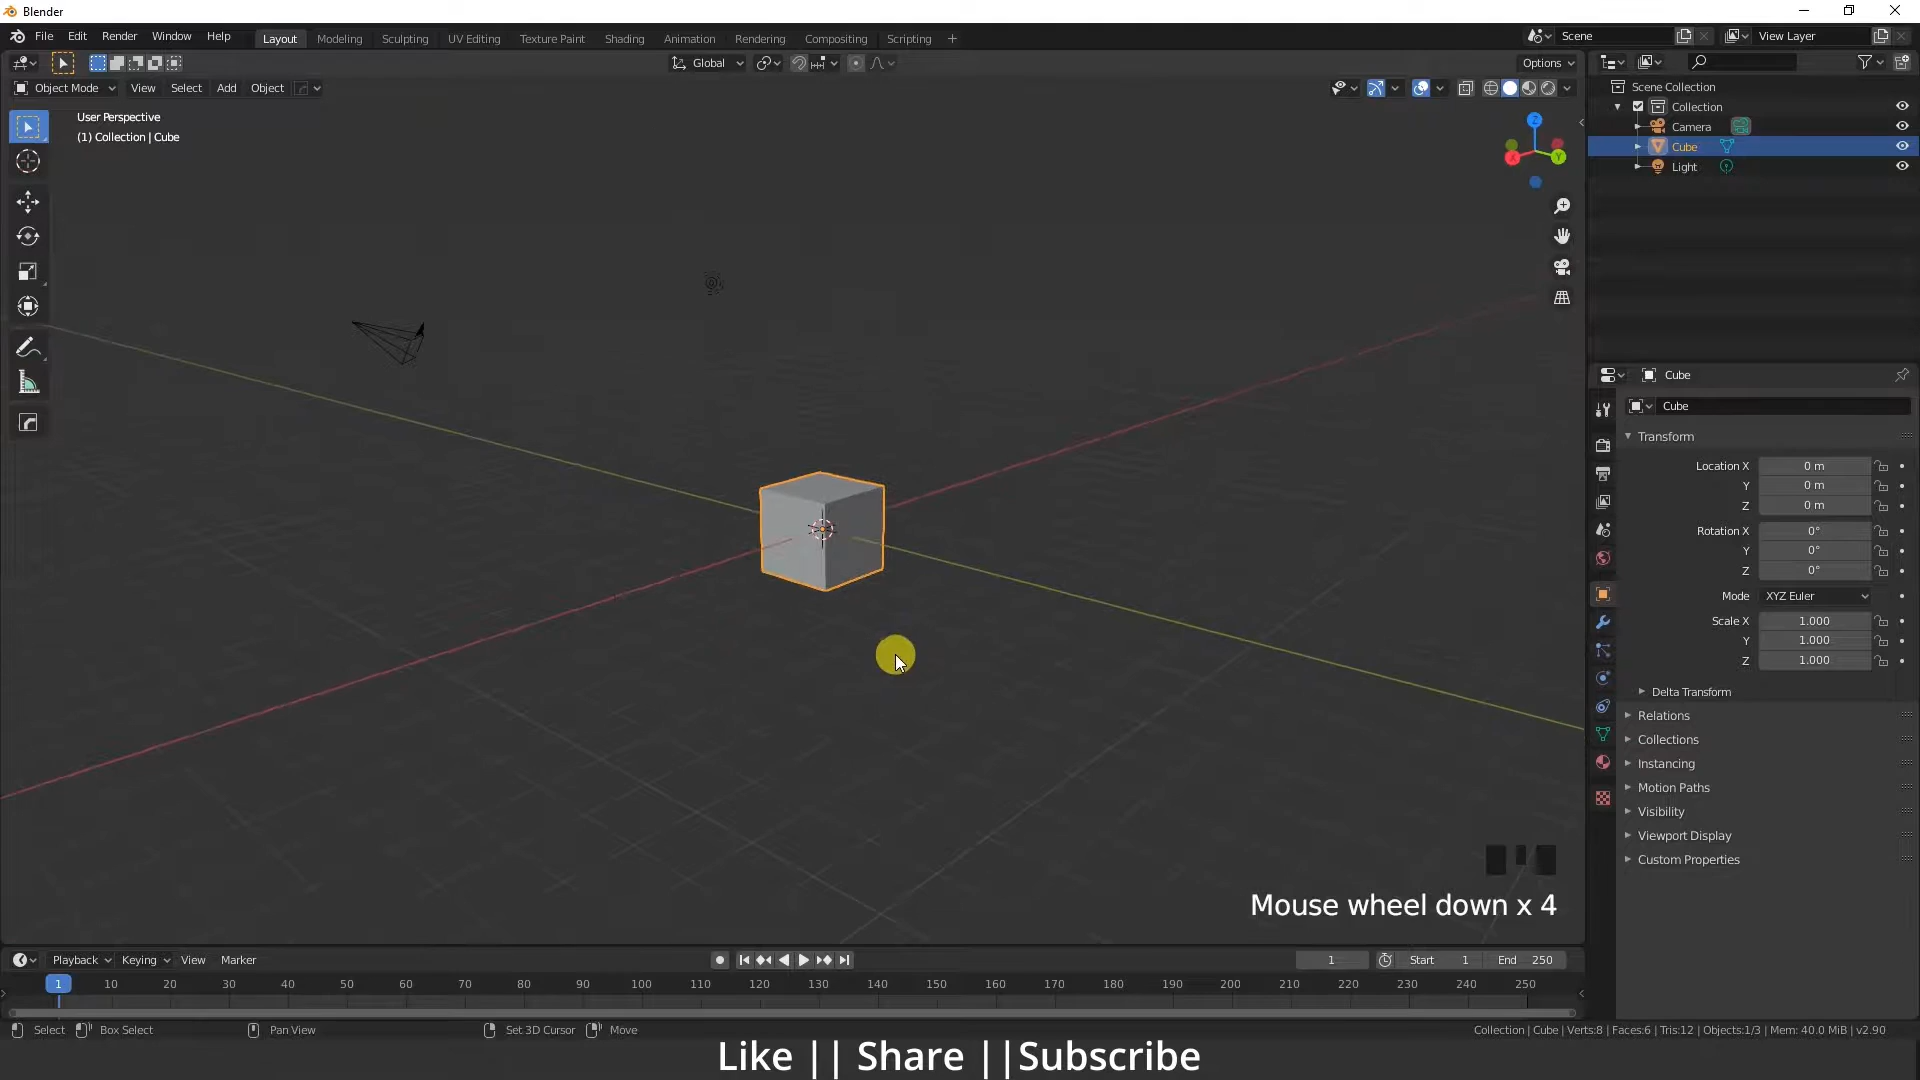 Blender
File Edit Render Window Help Layout Modeling Sculpting UV Editing Texture Paint Shading Animation Rendering Compositing Scripting + Scene View Layer
Global Options
Object Mode View Select Add Object
User Perspective
(1) Collection | Cube
Z
X Y
Scene Collection
Collection
Camera
Cube
Light
Cube
Cube
Transform
Location X 0 m
Y 0 m
Z 0 m
Rotation X 0°
Y 0°
Z 0°
Mode XYZ Euler
Scale X 1.000
Y 1.000
Z 1.000
Delta Transform
Relations
Collections
Instancing
Motion Paths
Visibility
Viewport Display
Custom Properties
Mouse wheel down x 4
Playback Keying View Marker 1 Start 1 End 250
1 10 20 30 40 50 60 70 80 90 100 110 120 130 140 150 160 170 180 190 200 210 220 230 240 250
Select Box Select Pan View Set 3D Cursor Move Collection | Cube | Verts:8 | Faces:6 | Tris:12 | Objects:1/3 | Mem: 40.0 MiB | v2.90
Like || Share ||Subscribe